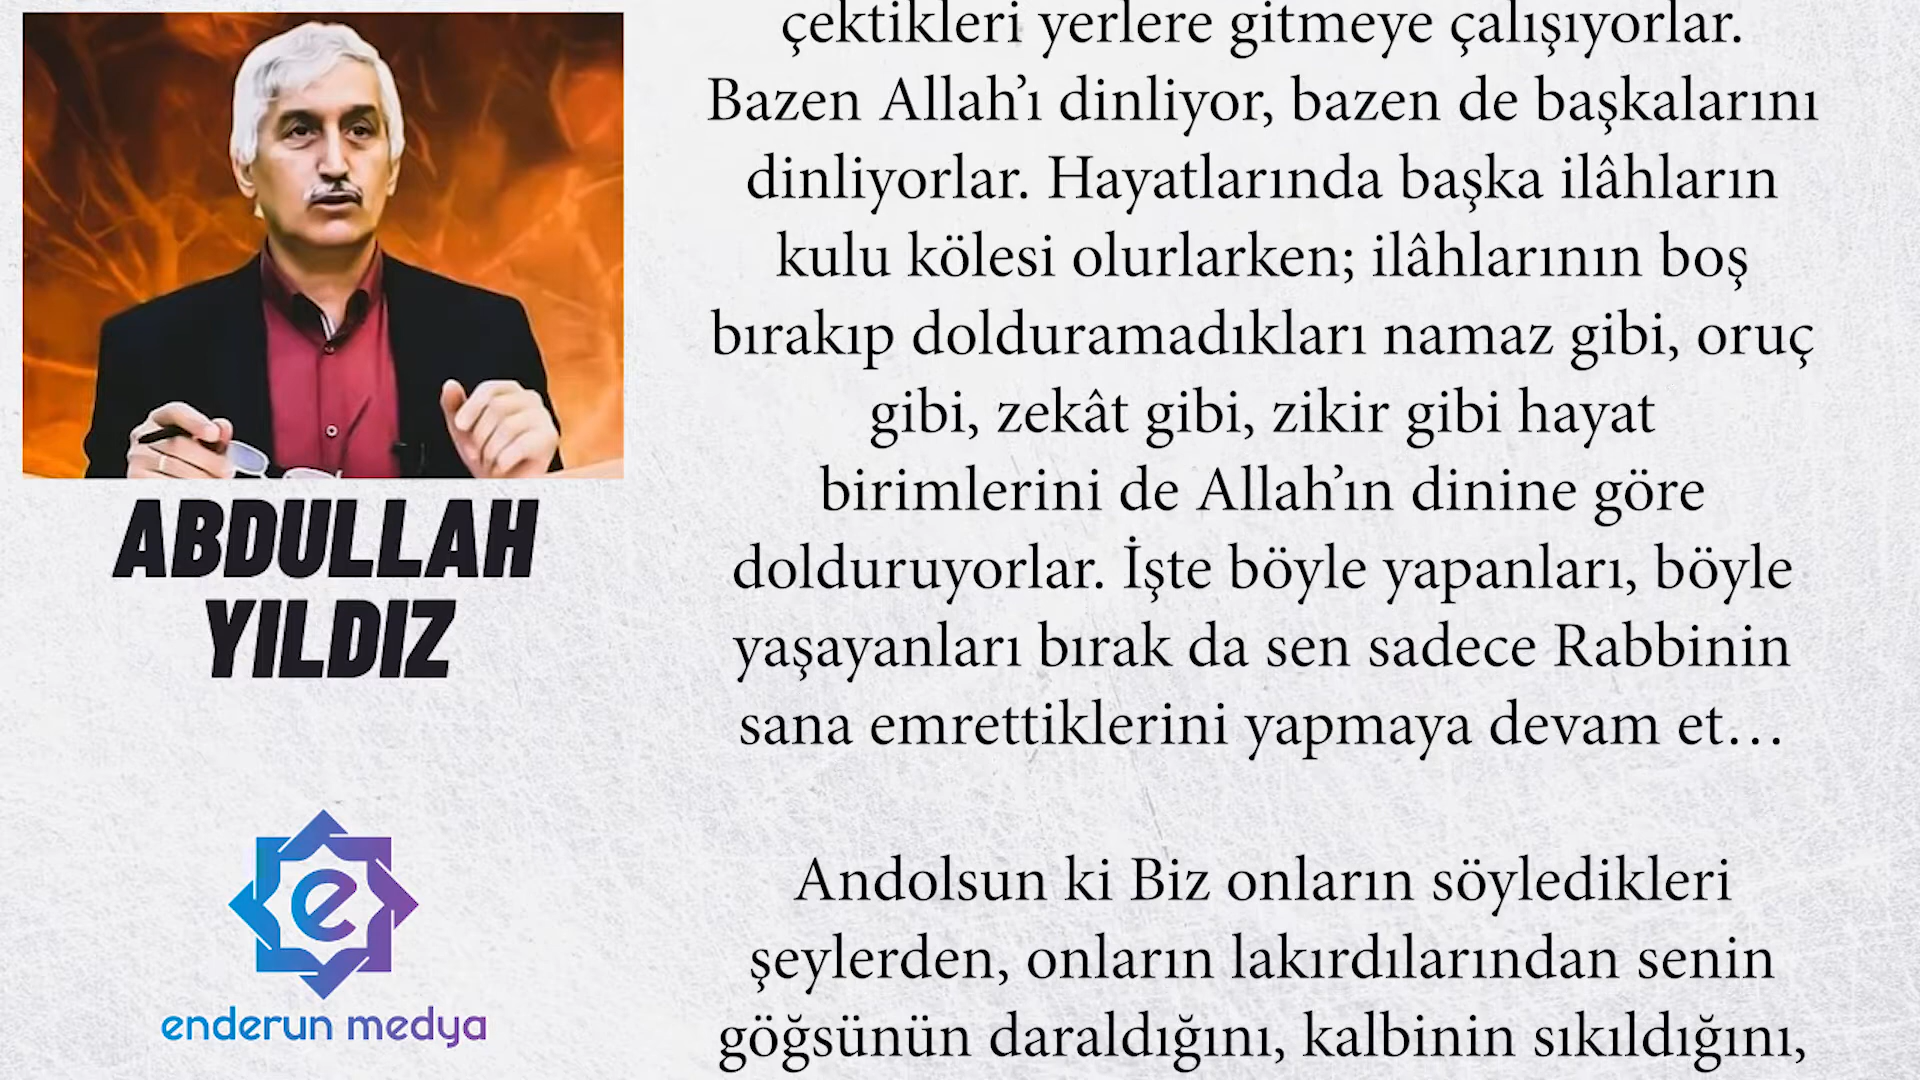 ABDULLAH
YILDIZ
enderun medya
çektikleri yerlere gitmeye çalışıyorlar.
Bazen Allah’ı dinliyor, bazen de başkalarını
dinliyorlar. Hayatlarında başka ilâhların
kulu kölesi olurlarken; ilâhlarının boş
bırakıp dolduramadıkları namaz gibi, oruç
gibi, zekât gibi, zikir gibi hayat
birimlerini de Allah’ın dinine göre
dolduruyorlar. İşte böyle yapanları, böyle
yaşayanları bırak da sen sadece Rabbinin
sana emrettiklerini yapmaya devam et…
Andolsun ki Biz onların söyledikleri
şeylerden, onların lakırdılarından senin
göğsünün daraldığını, kalbinin sıkıldığını,